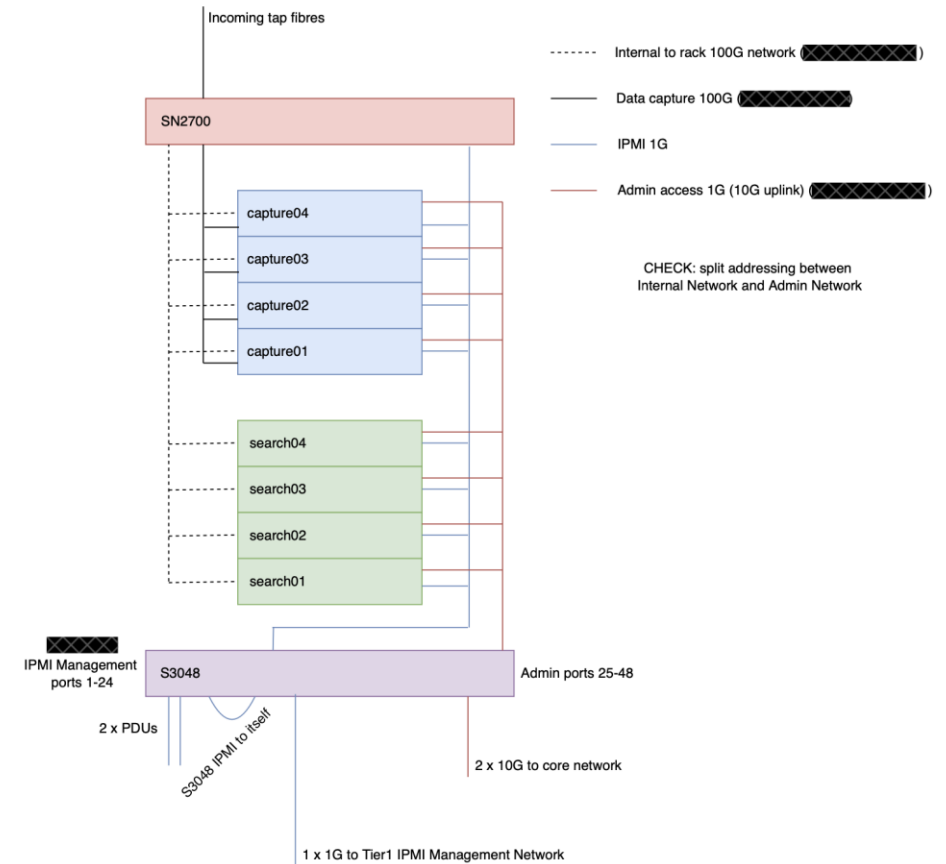 Incoming tap fibres
Internal to rack 100G network ( )
SN2700
Data capture 100G ( )
IPMI 1G
Admin access 1G (10G uplink) ( )
capture04
capture03
capture02
capture01
CHECK: split addressing between
Internal Network and Admin Network
search04
search03
search02
search01
IPMI Management
ports 1-24
S3048
Admin ports 25-48
2 x PDUs
S3048 IPMI to itself
2 x 10G to core network
1 x 1G to Tier1 IPMI Management Network